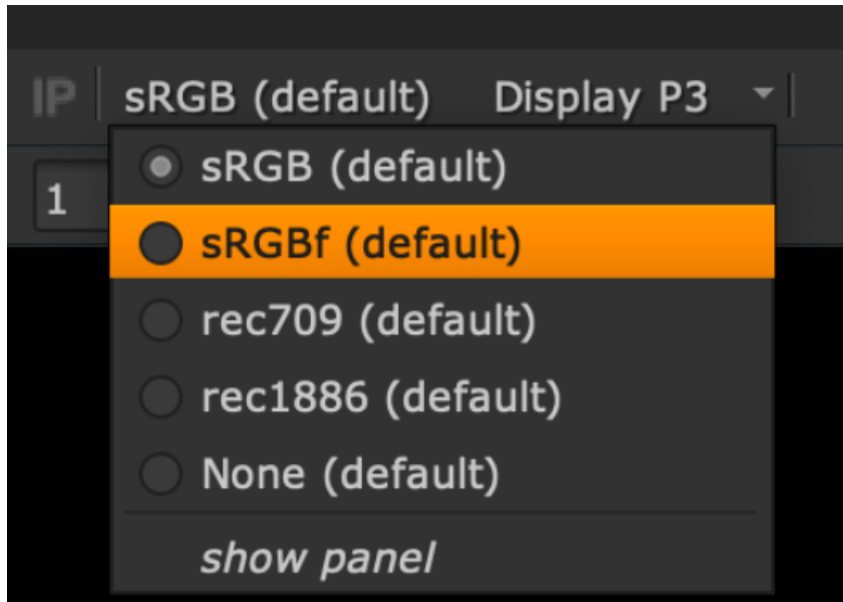 IP sRGB (default) Display P3
sRGB (default)
1
sRGBf (default)
rec709 (default)
rec1886 (default)
None (default)
show panel